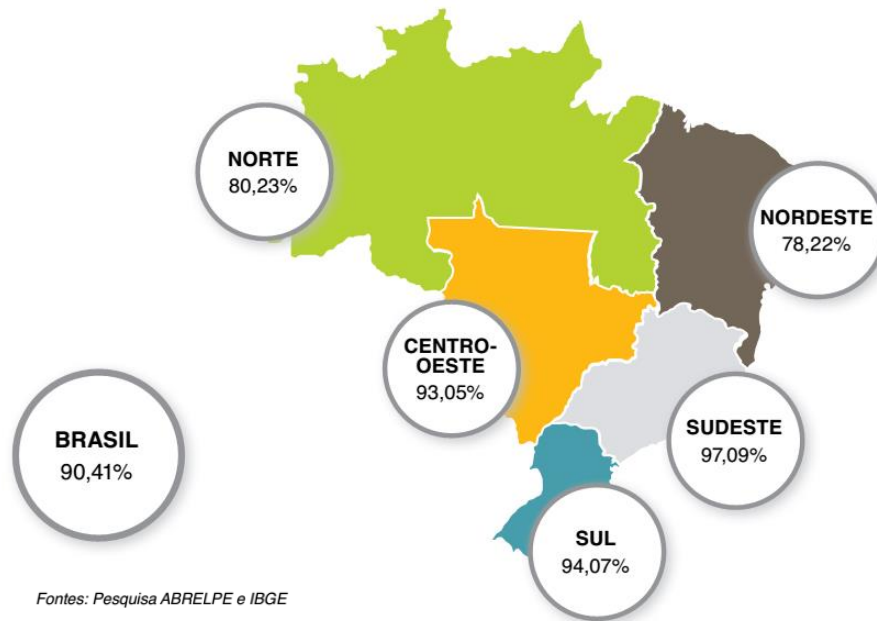 NORTE
80,23%
NORDESTE
78,22%
CENTRO-
OESTE
93,05%
BRASIL
90,41%
SUDESTE
97,09%
SUL
94,07%
Fontes: Pesquisa ABRELPE e IBGE